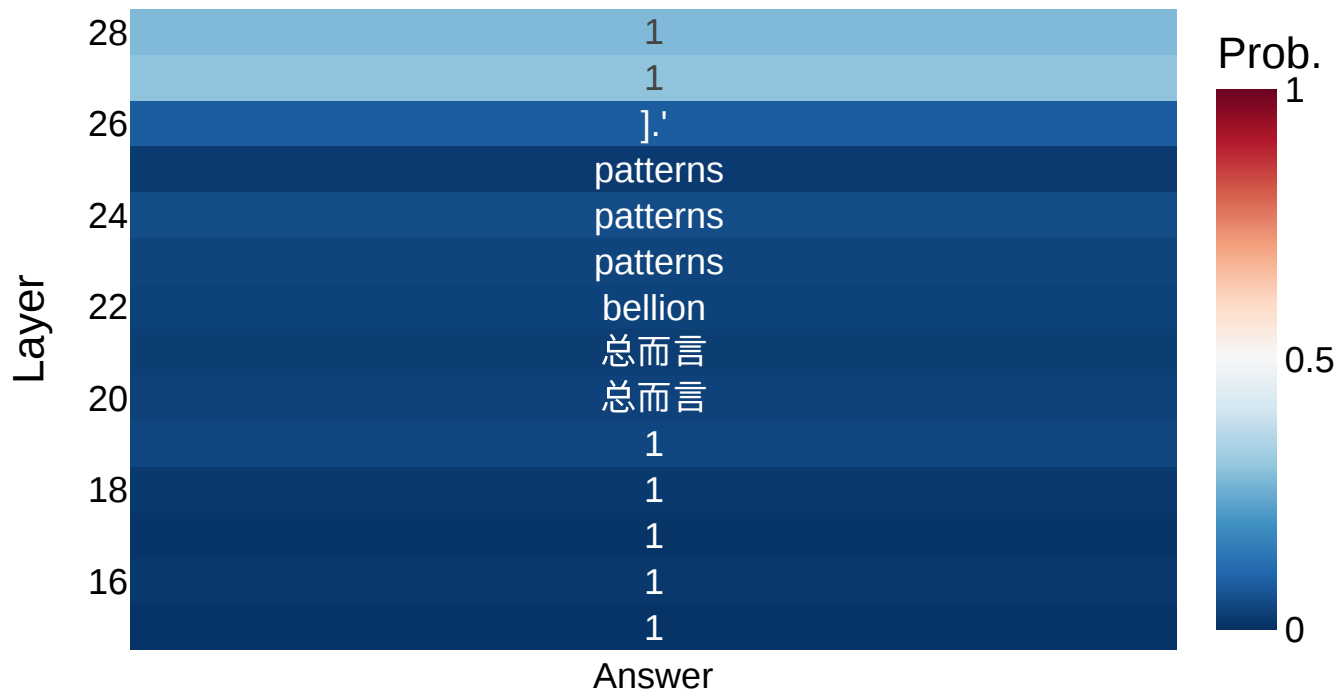 28 1
1
26 ].'
patterns
24 patterns
patterns
22 bellion
总而言
20 总而言
1
18 1
1
16 1
1
Layer
Answer
Prob.
1
0.5
0